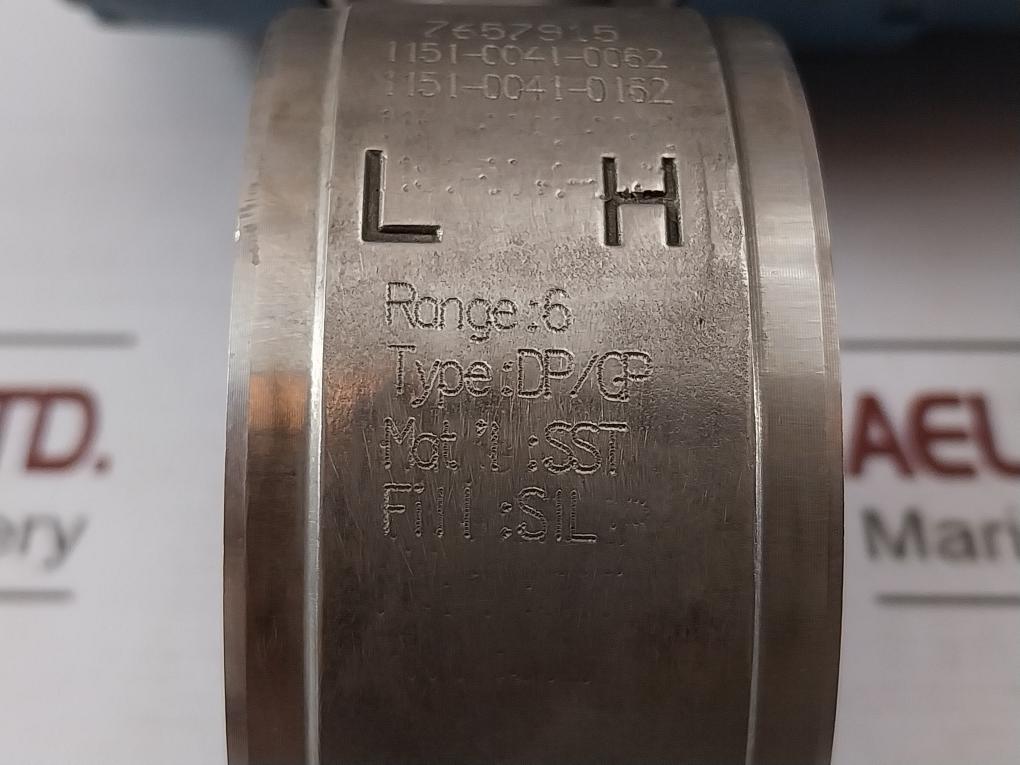 7657915
1151-0041-0062
1151-0041-0162
L H
Range:6
Type:DP/GP
Mat'l:SST
Fill:SIL
TD.
ery
AEL
Mari